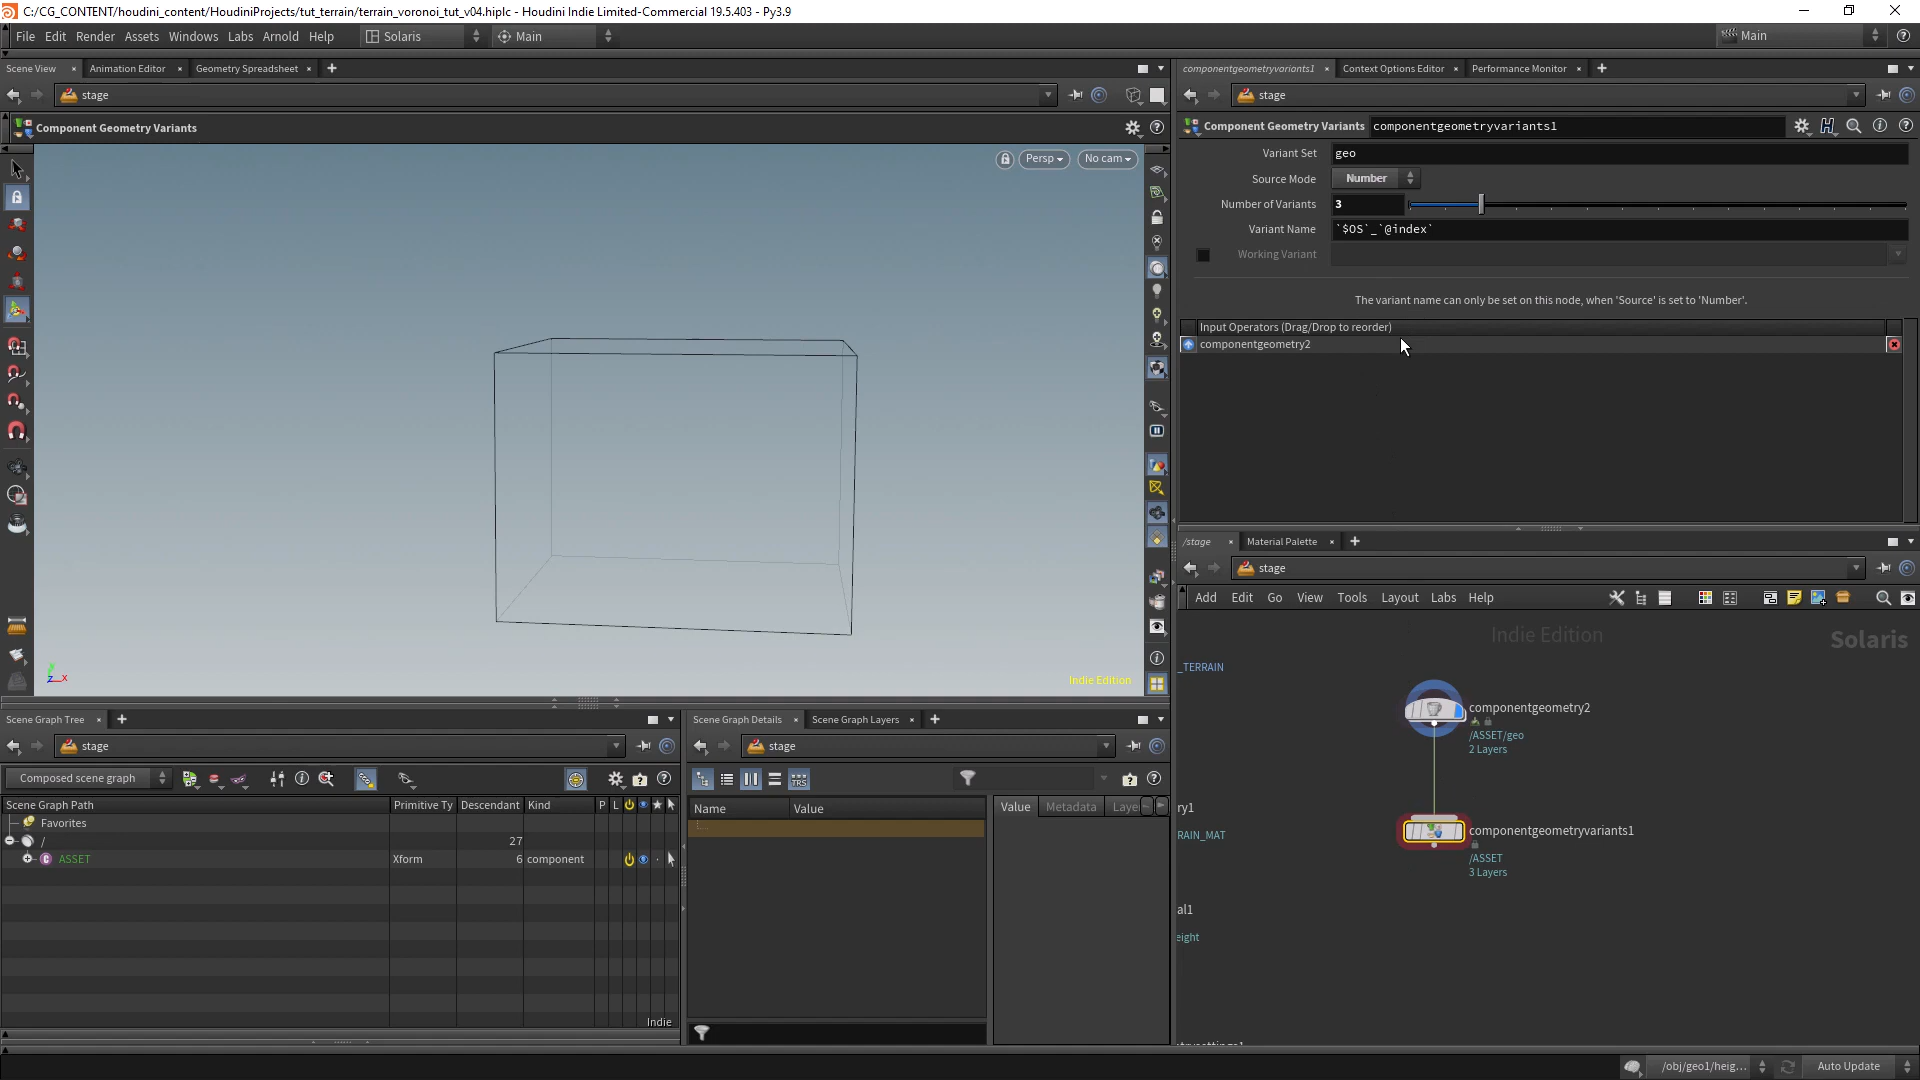 C:/CG_CONTENT/houdini_content/HoudiniProjects/tut_terrain/terrain_voronoi_tut_v04.hiplc - Houdini Indie Limited-Commercial 19.5.403 - Py3.9
File Edit Render Assets Windows Labs Arnold Help Solaris Main Main
Scene View Animation Editor Geometry Spreadsheet
stage
Component Geometry Variants
Persp No cam
Indie Edition
componentgeometryvariants1 Context Options Editor Performance Monitor
stage
Component Geometry Variants componentgeometryvariants1
Variant Set geo
Source Mode Number
Number of Variants 3
Variant Name `$OS`_`@index`
Working Variant
The variant name can only be set on this node, when 'Source' is set to 'Number'.
Input Operators (Drag/Drop to reorder)
componentgeometry2
/stage Material Palette
stage
Add Edit Go View Tools Layout Labs Help
Indie Edition Solaris
_TERRAIN
componentgeometry2
/ASSET/geo
2 Layers
ry1
RAIN_MAT
componentgeometryvariants1
/ASSET
3 Layers
al1
eight
Scene Graph Tree
stage
Composed scene graph
Scene Graph Path Primitive Ty Descendant Kind P L
Favorites
/ 27
ASSET Xform 6 component
Indie
Scene Graph Details Scene Graph Layers
stage
Name Value
Value Metadata Laye
/obj/geo1/heig... Auto Update